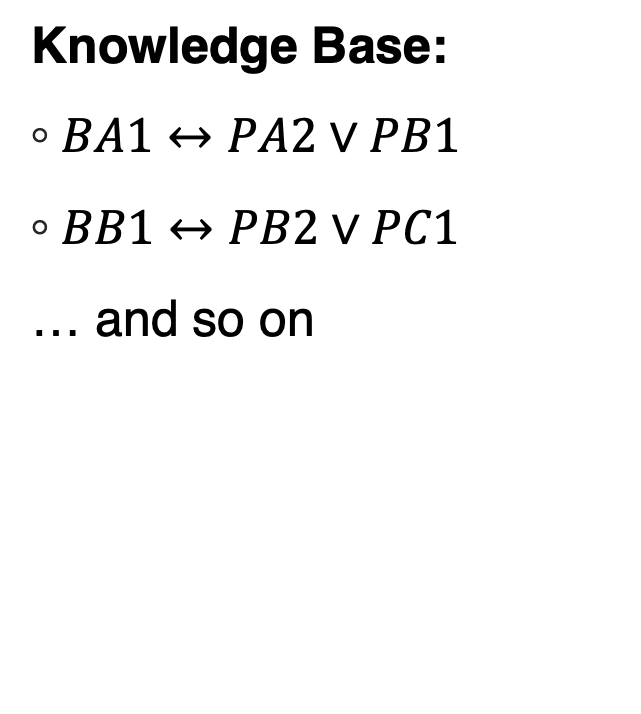 Knowledge Base:
◦ BA1 ↔ PA2 ∨ PB1
◦ BB1 ↔ PB2 ∨ PC1
… and so on